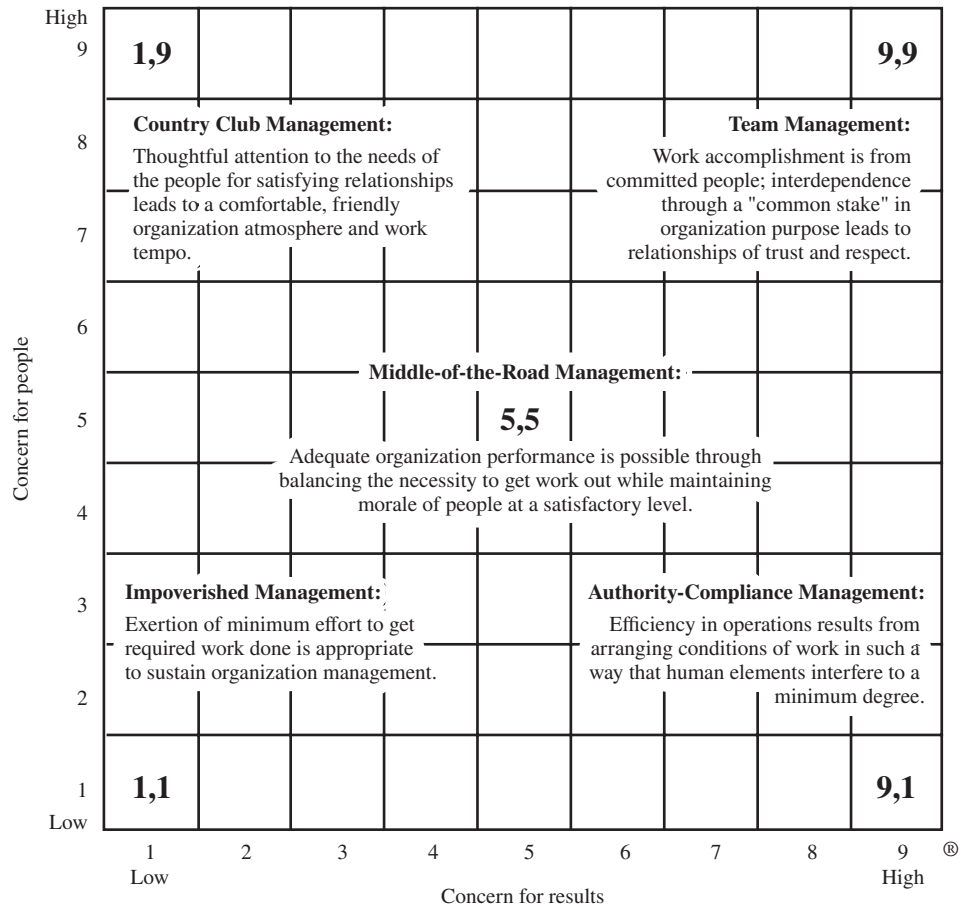 High
9
1,9
9,9
Country Club Management:
Thoughtful attention to the needs of
the people for satisfying relationships
leads to a comfortable, friendly
organization atmosphere and work
tempo.
Team Management:
Work accomplishment is from
committed people; interdependence
through a "common stake" in
organization purpose leads to
relationships of trust and respect.
8
7
6
Concern for people
Middle-of-the-Road Management:
5,5
Adequate organization performance is possible through
balancing the necessity to get work out while maintaining
morale of people at a satisfactory level.
5
4
Impoverished Management:
Exertion of minimum effort to get
required work done is appropriate
to sustain organization management.
Authority-Compliance Management:
Efficiency in operations results from
arranging conditions of work in such a
way that human elements interfere to a
minimum degree.
3
2
1
Low
1,1
9,1
1 2 3 4 5 6 7 8 9 ®
Low High
Concern for results